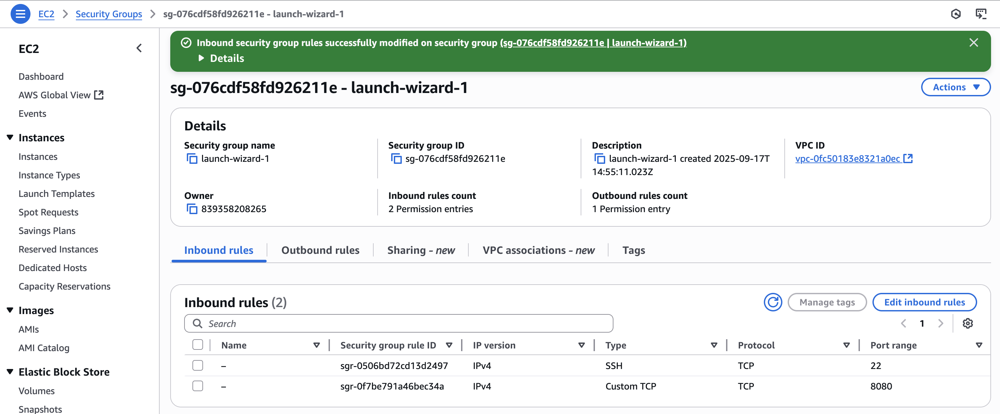 EC2 > Security Groups > sg-076cdf58fd926211e - launch-wizard-1
EC2
Dashboard
AWS Global View
Events
Instances
Instances
Instance Types
Launch Templates
Spot Requests
Savings Plans
Reserved Instances
Dedicated Hosts
Capacity Reservations
Images
AMIs
AMI Catalog
Elastic Block Store
Volumes
Snapshots
Inbound security group rules successfully modified on security group (sg-076cdf58fd926211e | launch-wizard-1)
Details
sg-076cdf58fd926211e - launch-wizard-1
Actions
Details
Security group name
launch-wizard-1
Security group ID
sg-076cdf58fd926211e
Description
launch-wizard-1 created 2025-09-17T
14:55:11.023Z
VPC ID
vpc-0fc50183e8321a0ec
Owner
839358208265
Inbound rules count
2 Permission entries
Outbound rules count
1 Permission entry
Inbound rules Outbound rules Sharing - new VPC associations - new Tags
Inbound rules (2)
Manage tags Edit inbound rules
Search
1
Name Security group rule ID IP version Type Protocol Port range
– sgr-0506bd72cd13d2497 IPv4 SSH TCP 22
– sgr-0f7be791a46bec34a IPv4 Custom TCP TCP 8080